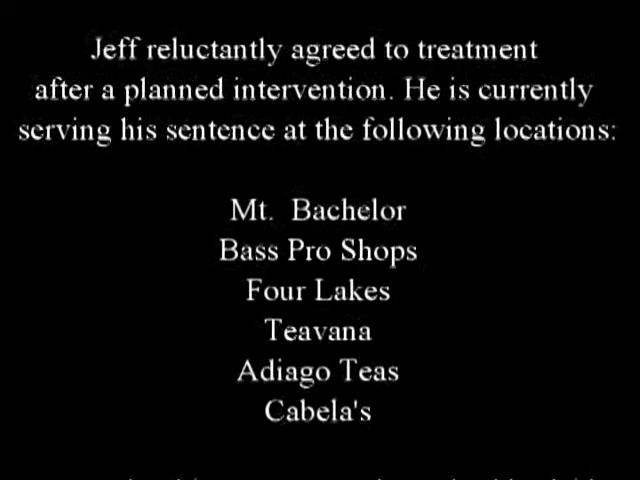 Jeff reluctantly agreed to treatment
after a planned intervention. He is currently
serving his sentence at the following locations:
Mt. Bachelor
Bass Pro Shops
Four Lakes
Teavana
Adiago Teas
Cabela's